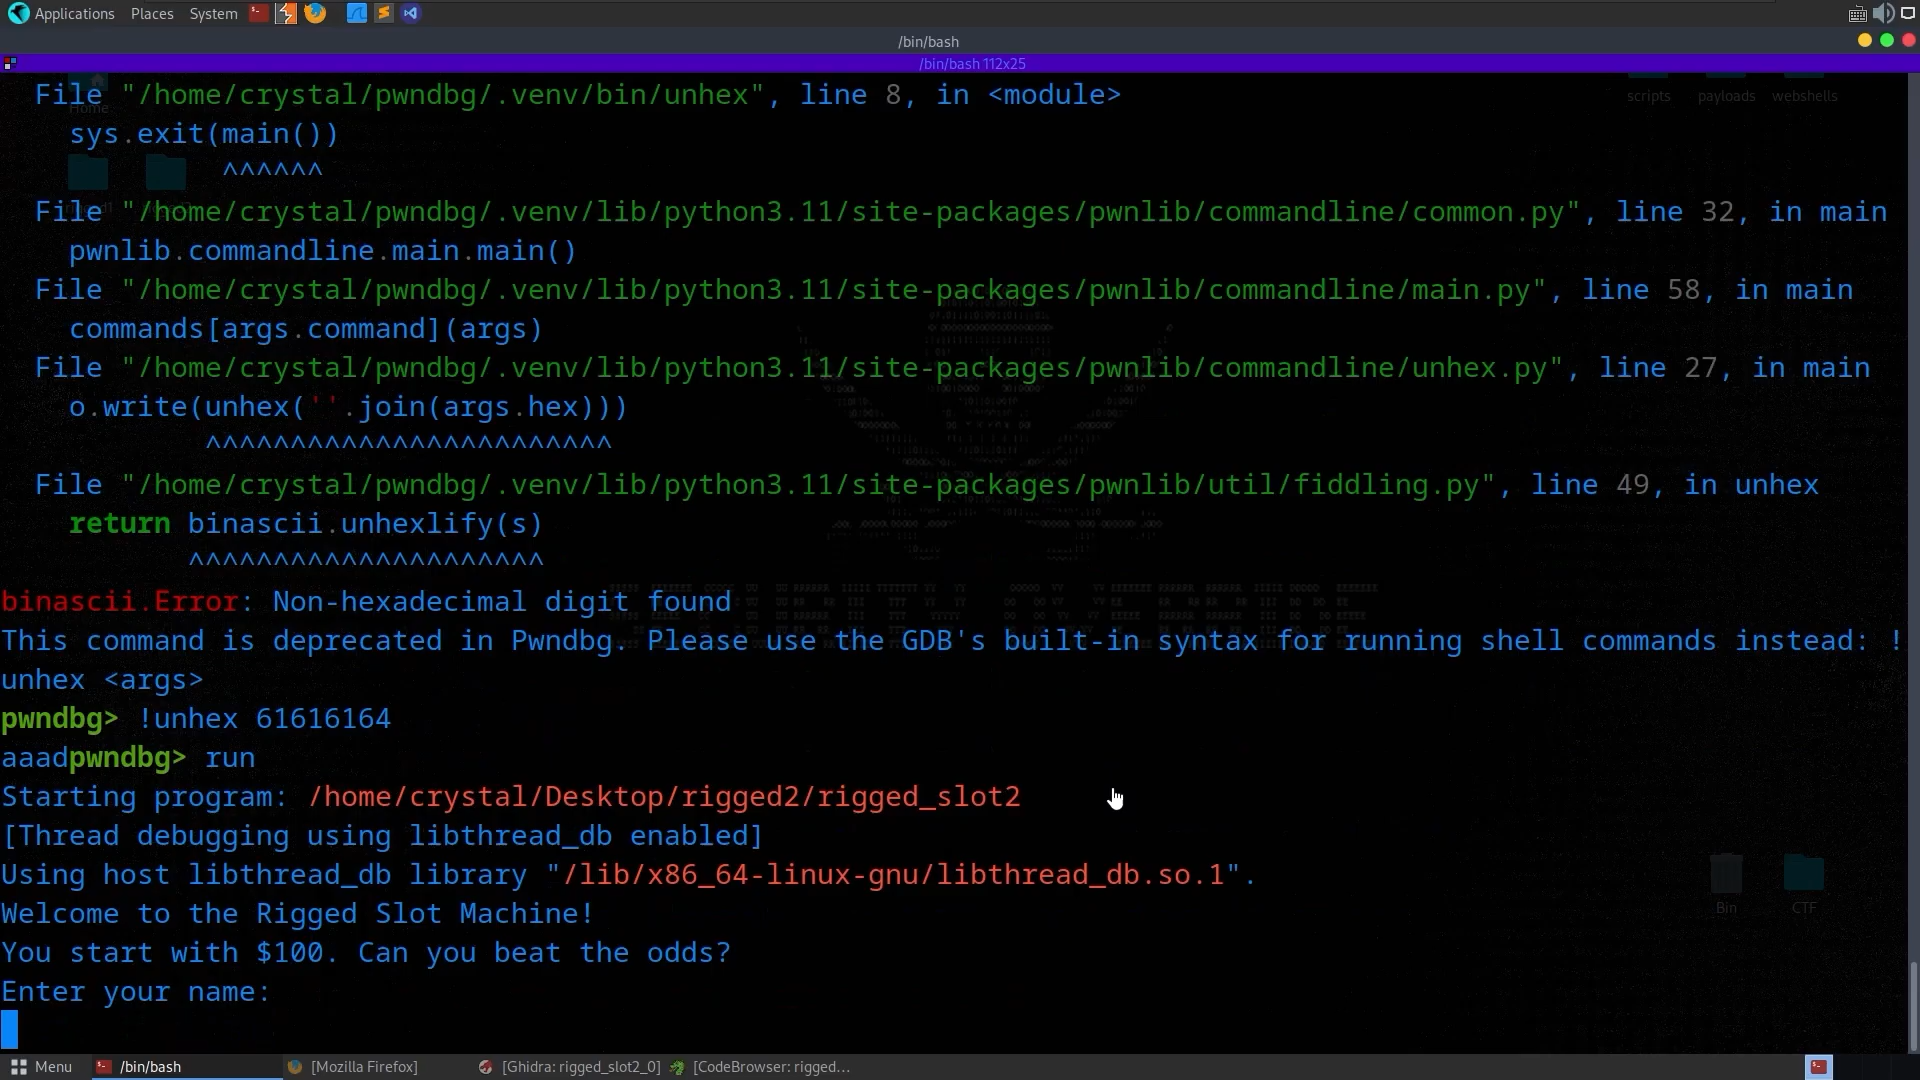 Applications Places System
/bin/bash
/bin/bash 112x25
Home
scripts payloads webshells
File "/home/crystal/pwndbg/.venv/bin/unhex", line 8, in <module>
sys.exit(main())
^^^^^^
File "/home/crystal/pwndbg/.venv/lib/python3.11/site-packages/pwnlib/commandline/common.py", line 32, in main
pwnlib.commandline.main.main()
File "/home/crystal/pwndbg/.venv/lib/python3.11/site-packages/pwnlib/commandline/main.py", line 58, in main
commands[args.command](args)
File "/home/crystal/pwndbg/.venv/lib/python3.11/site-packages/pwnlib/commandline/unhex.py", line 27, in main
o.write(unhex(''.join(args.hex)))
^^^^^^^^^^^^^^^^^^^^^^^^
File "/home/crystal/pwndbg/.venv/lib/python3.11/site-packages/pwnlib/util/fiddling.py", line 49, in unhex
return binascii.unhexlify(s)
^^^^^^^^^^^^^^^^^^^^^
binascii.Error: Non-hexadecimal digit found
This command is deprecated in Pwndbg. Please use the GDB's built-in syntax for running shell commands instead: !
unhex <args>
pwndbg> !unhex 61616164
aaadpwndbg> run
Starting program: /home/crystal/Desktop/rigged2/rigged_slot2
[Thread debugging using libthread_db enabled]
Using host libthread_db library "/lib/x86_64-linux-gnu/libthread_db.so.1".
Welcome to the Rigged Slot Machine!
You start with $100. Can you beat the odds?
Enter your name:
Bin CTF
Menu /bin/bash [Mozilla Firefox] [Ghidra: rigged_slot2_0] [CodeBrowser: rigged...